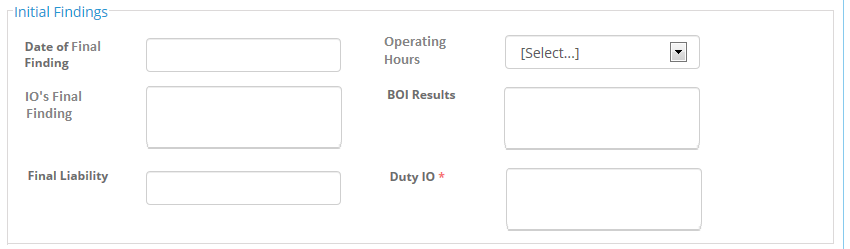 Initial Findings
Date of Final
Finding
Operating
Hours
[Select...]
IO's Final
Finding
BOI Results
Final Liability
Duty IO *